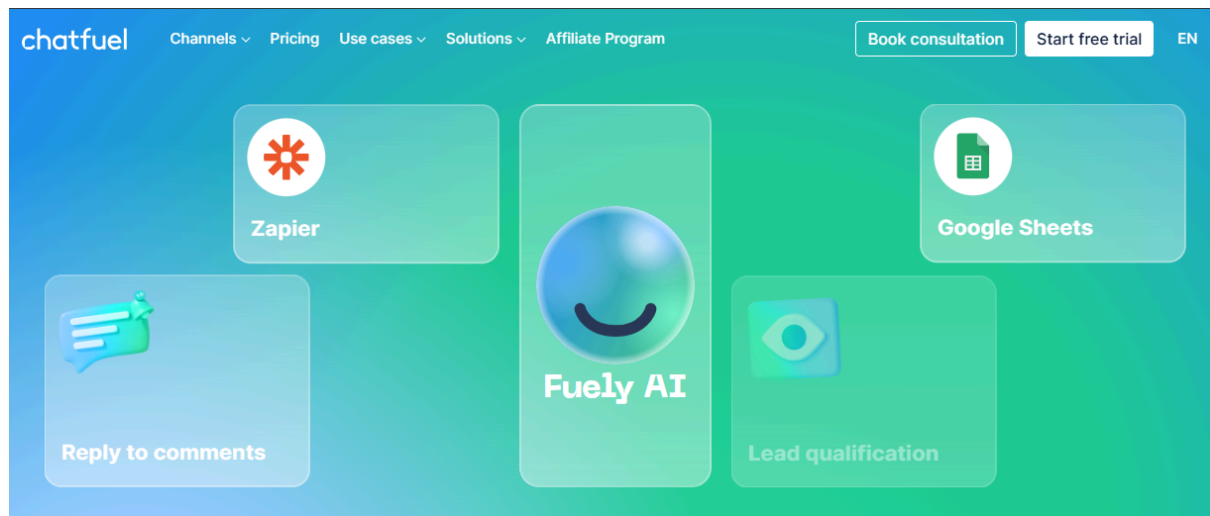 chatfuel
Channels
Pricing
Use cases
Solutions
Affiliate Program
Book consultation
Start free trial
EN
Zapier
Google Sheets
Fuely AI
Reply to comments
Lead qualification